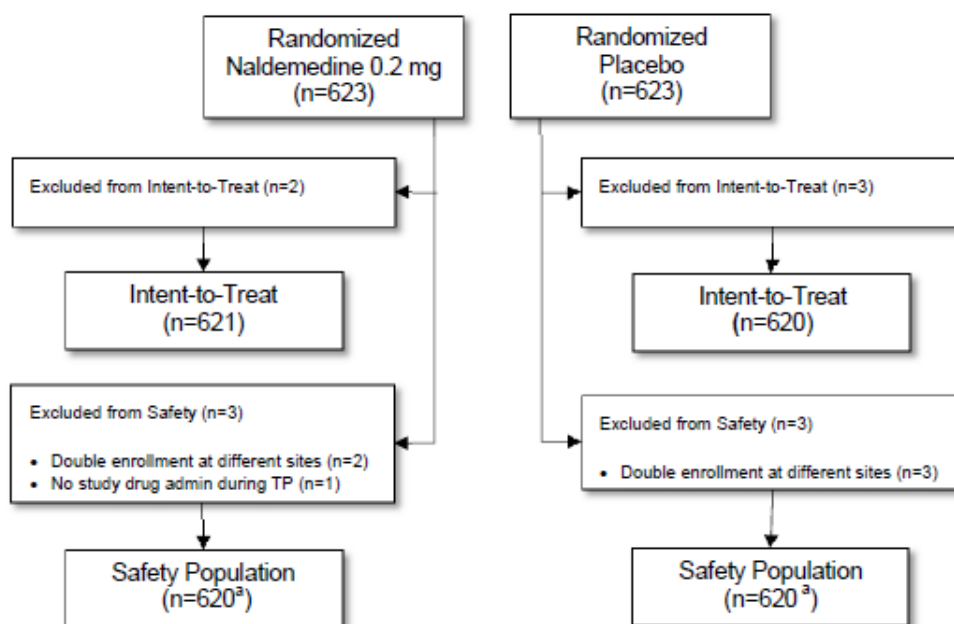 Randomized
Naldemedine 0.2 mg
(n=623)
Randomized
Placebo
(n=623)
Excluded from Intent-to-Treat (n=2)
Excluded from Intent-to-Treat (n=3)
Intent-to-Treat
(n=621)
Intent-to-Treat
(n=620)
Excluded from Safety (n=3)
• Double enrollment at different sites (n=2)
• No study drug admin during TP (n=1)
Excluded from Safety (n=3)
• Double enrollment at different sites (n=3)
Safety Population
(n=620ᵃ)
Safety Population
(n=620 ᵃ)